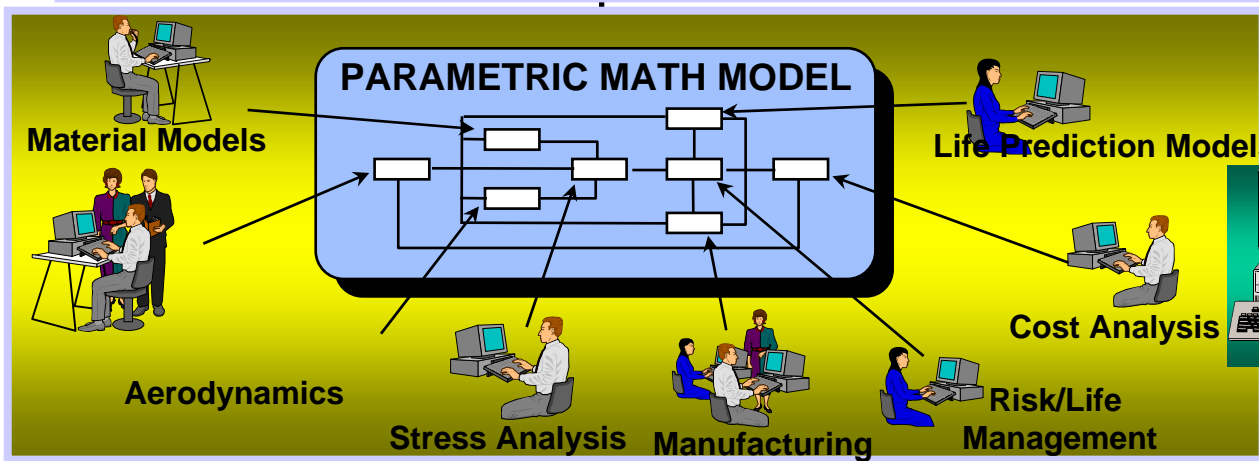 PARAMETRIC MATH MODEL
Material Models
Life Prediction Model
Aerodynamics
Cost Analysis
Stress Analysis
Manufacturing
Risk/Life
Management